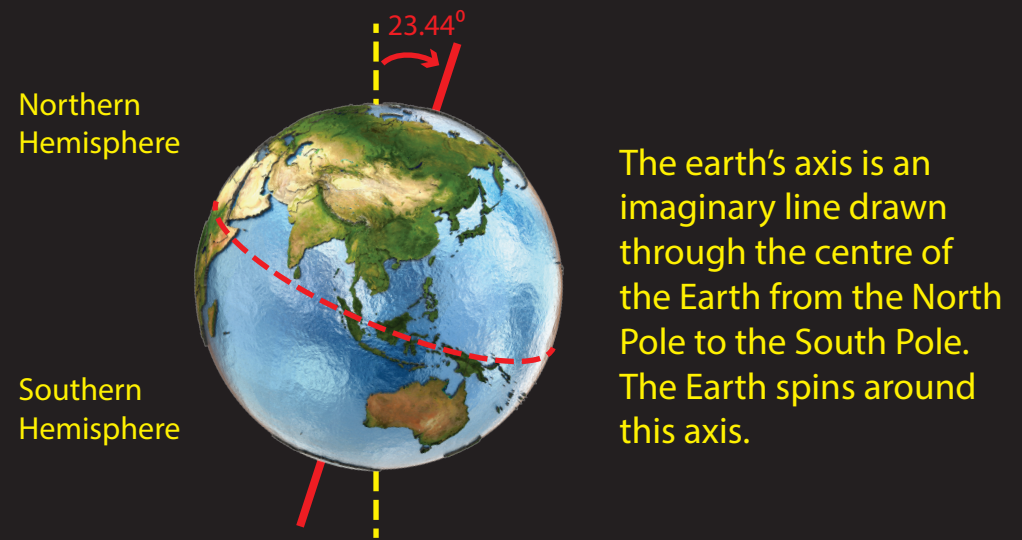 23.44⁰
Northern
Hemisphere
The earth’s axis is an
imaginary line drawn
through the centre of
the Earth from the North
Pole to the South Pole.
The Earth spins around
this axis.
Southern
Hemisphere